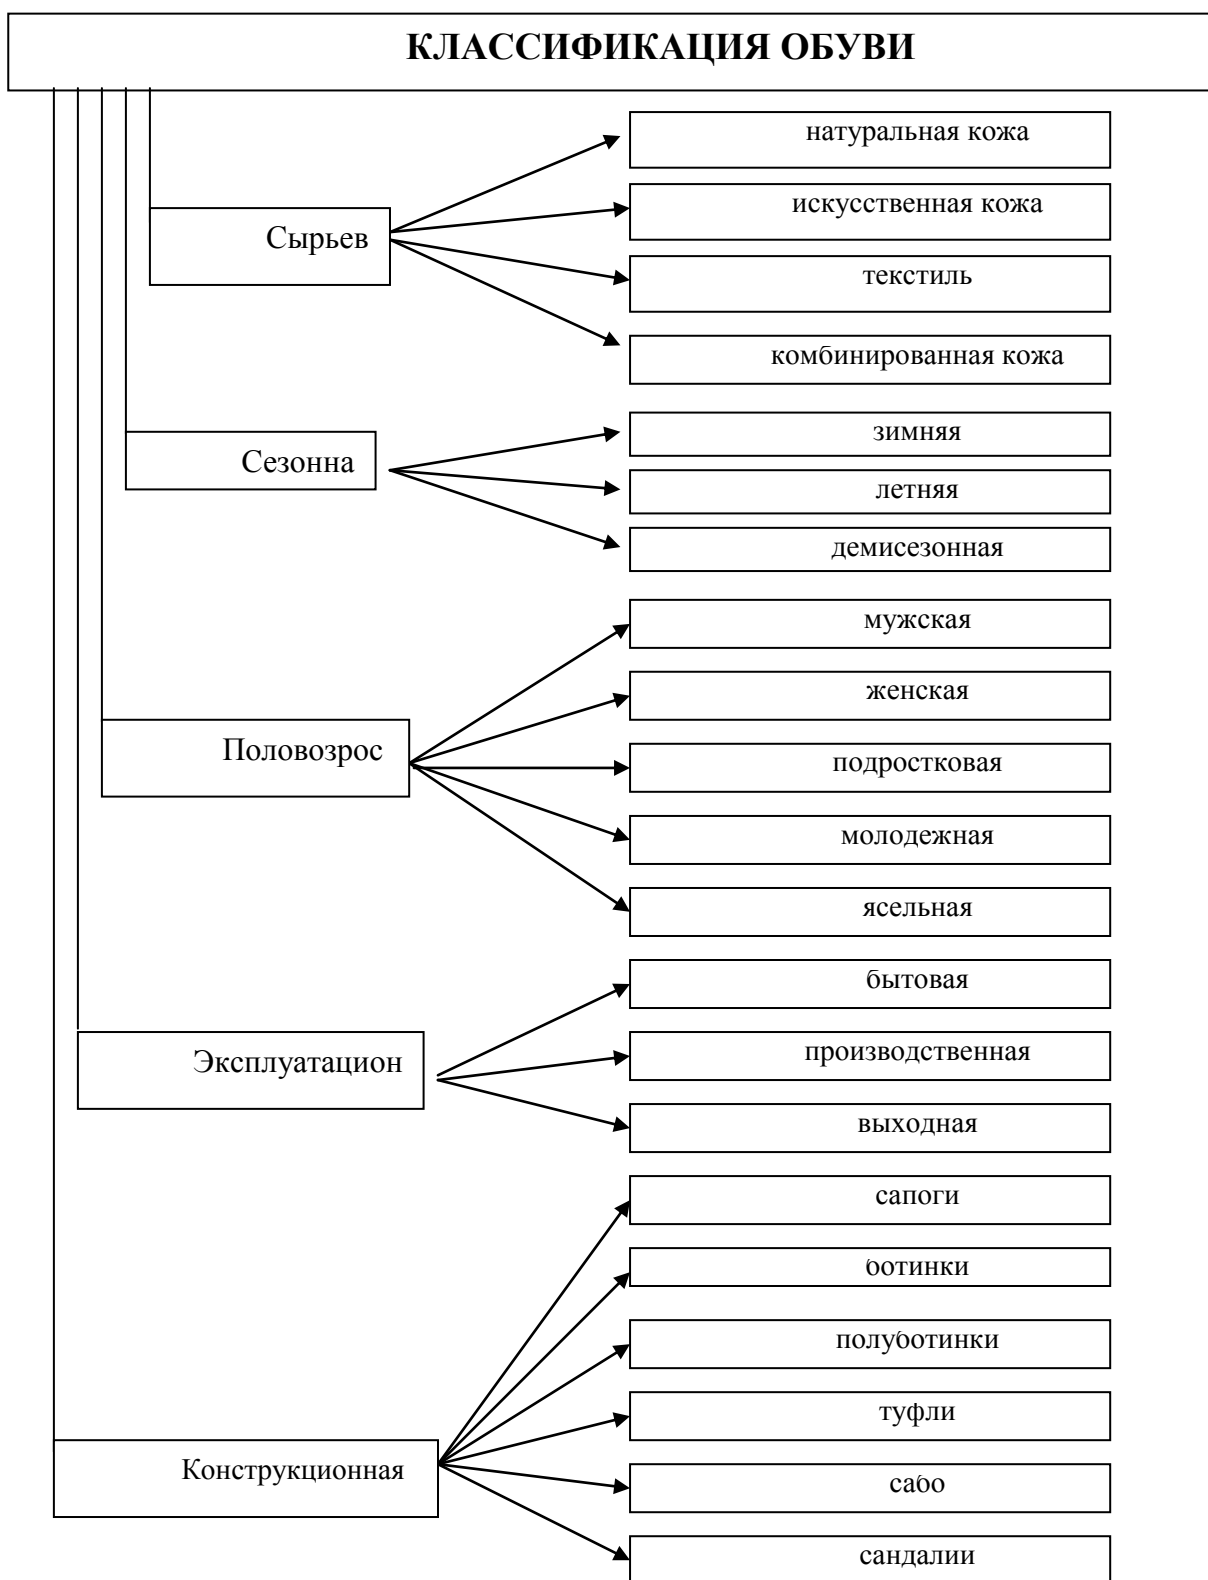 КЛАССИФИКАЦИЯ ОБУВИ
Сырьев
натуральная кожа
искусственная кожа
текстиль
комбинированная кожа
Сезонна
зимняя
летняя
демисезонная
Половозрос
мужская
женская
подростковая
молодежная
ясельная
Эксплуатацион
бытовая
производственная
выходная
Конструкционная
сапоги
ботинки
полуботинки
туфли
сабо
сандалии